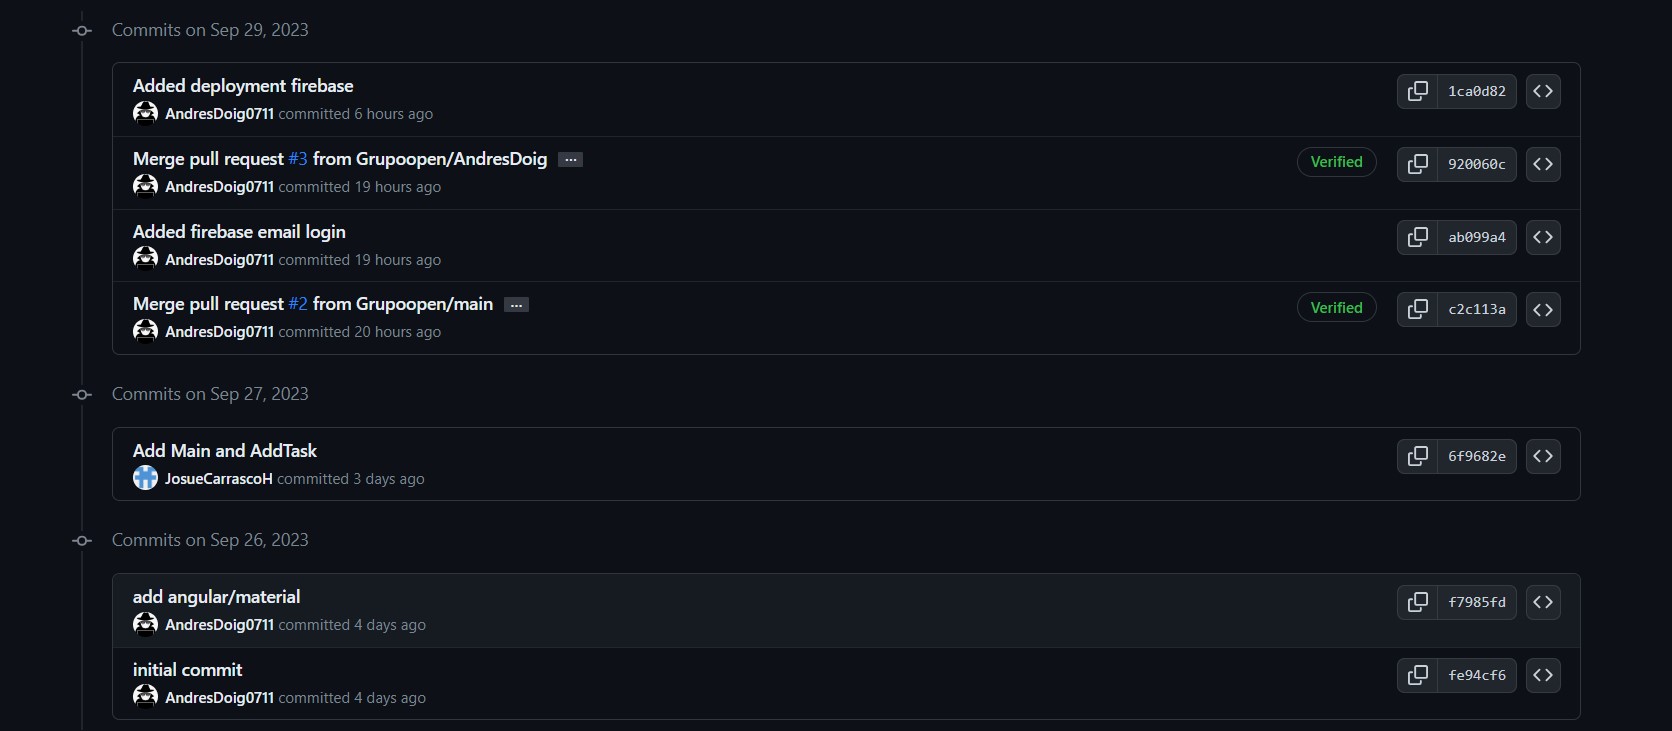 Commits on Sep 29, 2023
Added deployment firebase
1ca0d82
AndresDoig0711 committed 6 hours ago
Merge pull request #3 from Grupoopen/AndresDoig ...
Verified
920060c
AndresDoig0711 committed 19 hours ago
Added firebase email login
ab099a4
AndresDoig0711 committed 19 hours ago
Merge pull request #2 from Grupoopen/main ...
Verified
c2c113a
AndresDoig0711 committed 20 hours ago
Commits on Sep 27, 2023
Add Main and AddTask
6f9682e
JosueCarrascoH committed 3 days ago
Commits on Sep 26, 2023
add angular/material
f7985fd
AndresDoig0711 committed 4 days ago
initial commit
fe94cf6
AndresDoig0711 committed 4 days ago